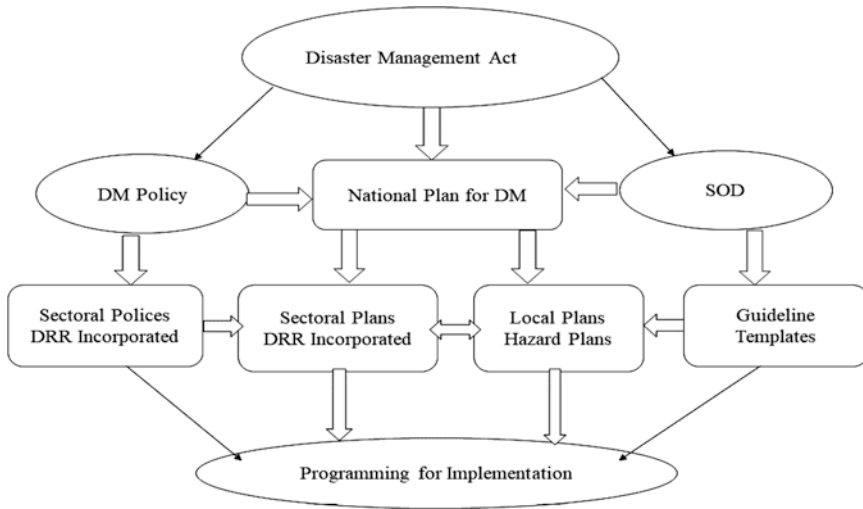 Disaster Management Act
DM Policy
National Plan for DM
SOD
Sectoral Polices
DRR Incorporated
Sectoral Plans
DRR Incorporated
Local Plans
Hazard Plans
Guideline
Templates
Programming for Implementation